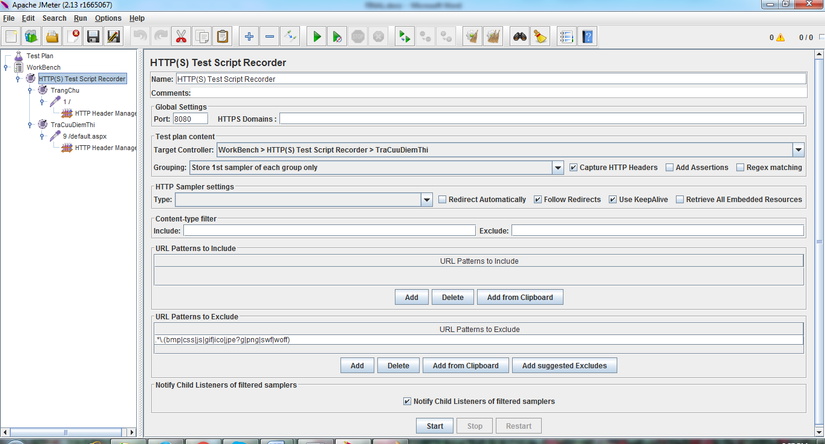 Apache JMeter (2.13 r1665067)
File Edit Search Run Options Help
0 0 / 0
Test Plan
WorkBench
HTTP(S) Test Script Recorder
TrangChu
1 /
HTTP Header Manage
TraCuuDiemThi
9 /default.aspx
HTTP Header Manage
HTTP(S) Test Script Recorder
Name: HTTP(S) Test Script Recorder
Comments:
Global Settings
Port: 8080 HTTPS Domains :
Test plan content
Target Controller: WorkBench > HTTP(S) Test Script Recorder > TraCuuDiemThi
Grouping: Store 1st sampler of each group only Capture HTTP Headers Add Assertions Regex matching
HTTP Sampler settings
Type: Redirect Automatically Follow Redirects Use KeepAlive Retrieve All Embedded Resources
Content-type filter
Include: Exclude:
URL Patterns to Include
URL Patterns to Include
Add Delete Add from Clipboard
URL Patterns to Exclude
URL Patterns to Exclude
.*\.(bmp|css|js|gif|ico|jpe?g|png|swf|woff)
Add Delete Add from Clipboard Add suggested Excludes
Notify Child Listeners of filtered samplers
Notify Child Listeners of filtered samplers
Start Stop Restart